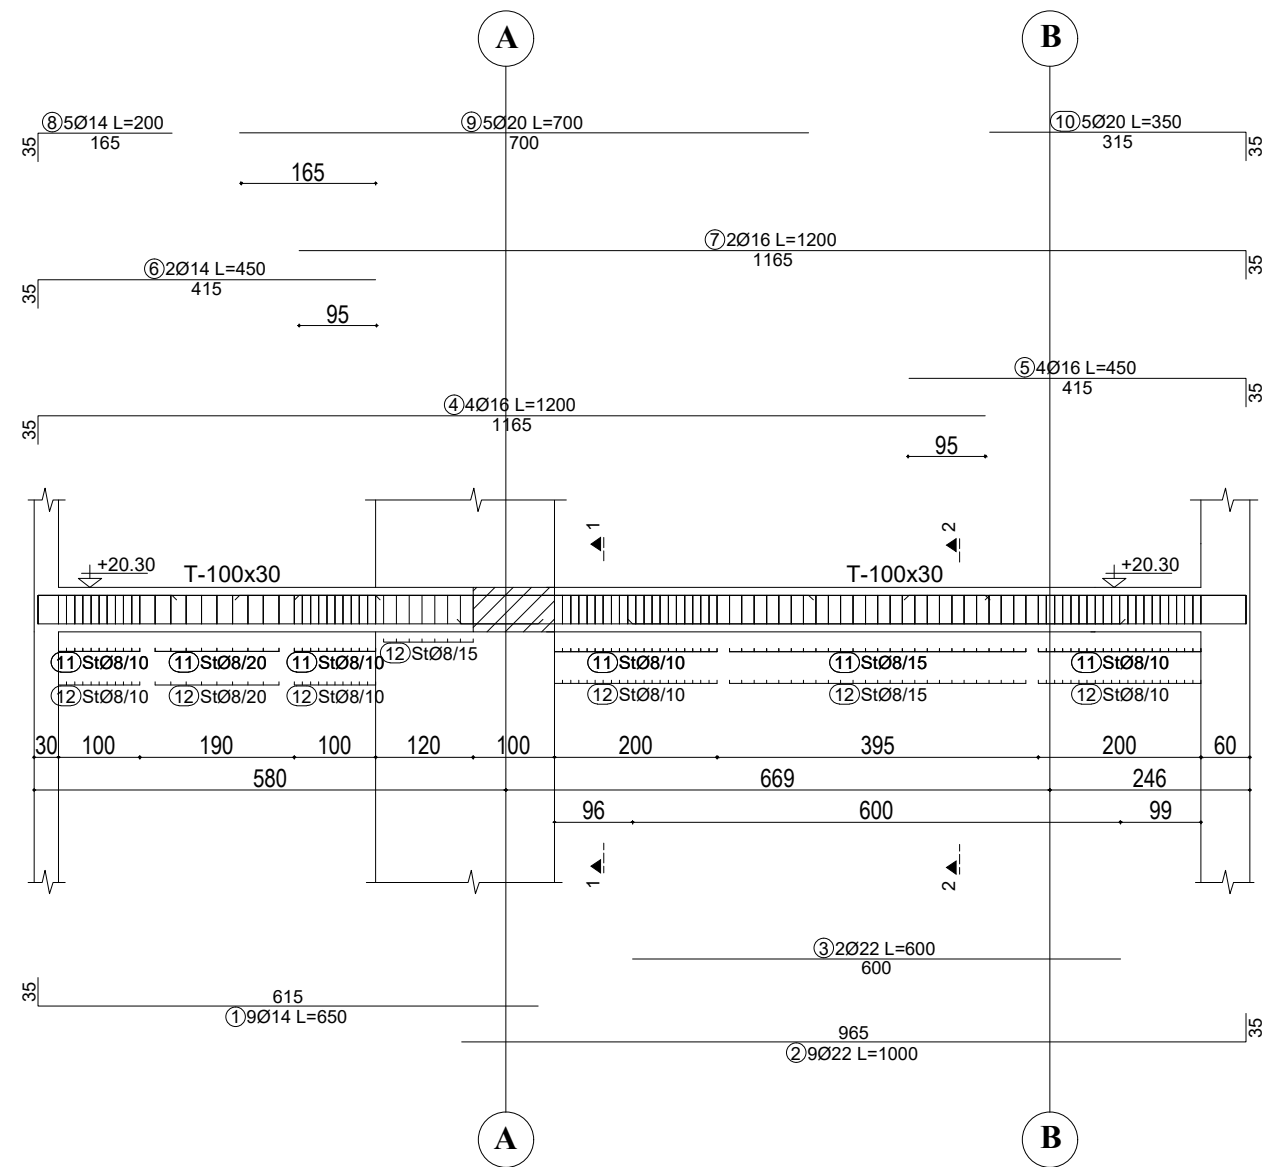 A B
⑧5Ø14 L=200 ⑨5Ø20 L=700 ⑩5Ø20 L=350
35 165 700 315 35
165
⑦2Ø16 L=1200
⑥2Ø14 L=450 1165 35
35 415
95
⑤4Ø16 L=450
④4Ø16 L=1200 415 35
35 1165
95
1 2
+20.30 T-100x30 T-100x30 +20.30
⑫StØ8/15
⑪StØ8/10 ⑪StØ8/20 ⑪StØ8/10 ⑪StØ8/10 ⑪StØ8/15 ⑪StØ8/10
⑫StØ8/10 ⑫StØ8/20 ⑫StØ8/10 ⑫StØ8/10 ⑫StØ8/15 ⑫StØ8/10
30 100 190 100 120 100 200 395 200 60
580 669 246
96 600 99
1 2
③2Ø22 L=600
600
35 615
①9Ø14 L=650
965 35
②9Ø22 L=1000
A B